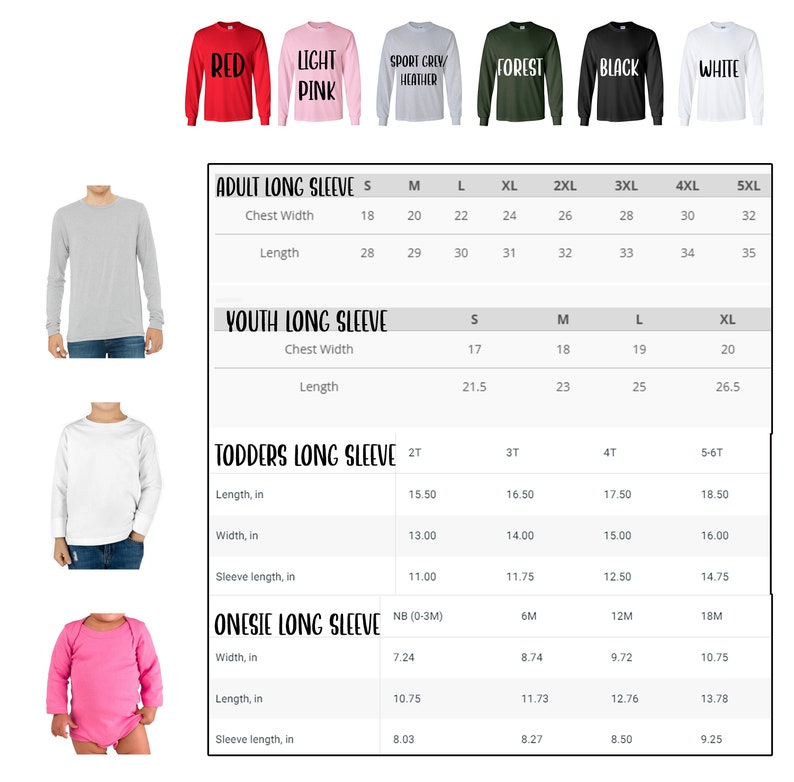 RED
LIGHT
PINK
SPORT GREY/
HEATHER
FOREST
BLACK
WHITE
ADULT LONG SLEEVE S M L XL 2XL 3XL 4XL 5XL
Chest Width 18 20 22 24 26 28 30 32
Length 28 29 30 31 32 33 34 35
YOUTH LONG SLEEVE S M L XL
Chest Width 17 18 19 20
Length 21.5 23 25 26.5
TODDERS LONG SLEEVE 2T 3T 4T 5-6T
Length, in 15.50 16.50 17.50 18.50
Width, in 13.00 14.00 15.00 16.00
Sleeve length, in 11.00 11.75 12.50 14.75
ONESIE LONG SLEEVE NB (0-3M) 6M 12M 18M
Width, in 7.24 8.74 9.72 10.75
Length, in 10.75 11.73 12.76 13.78
Sleeve length, in 8.03 8.27 8.50 9.25